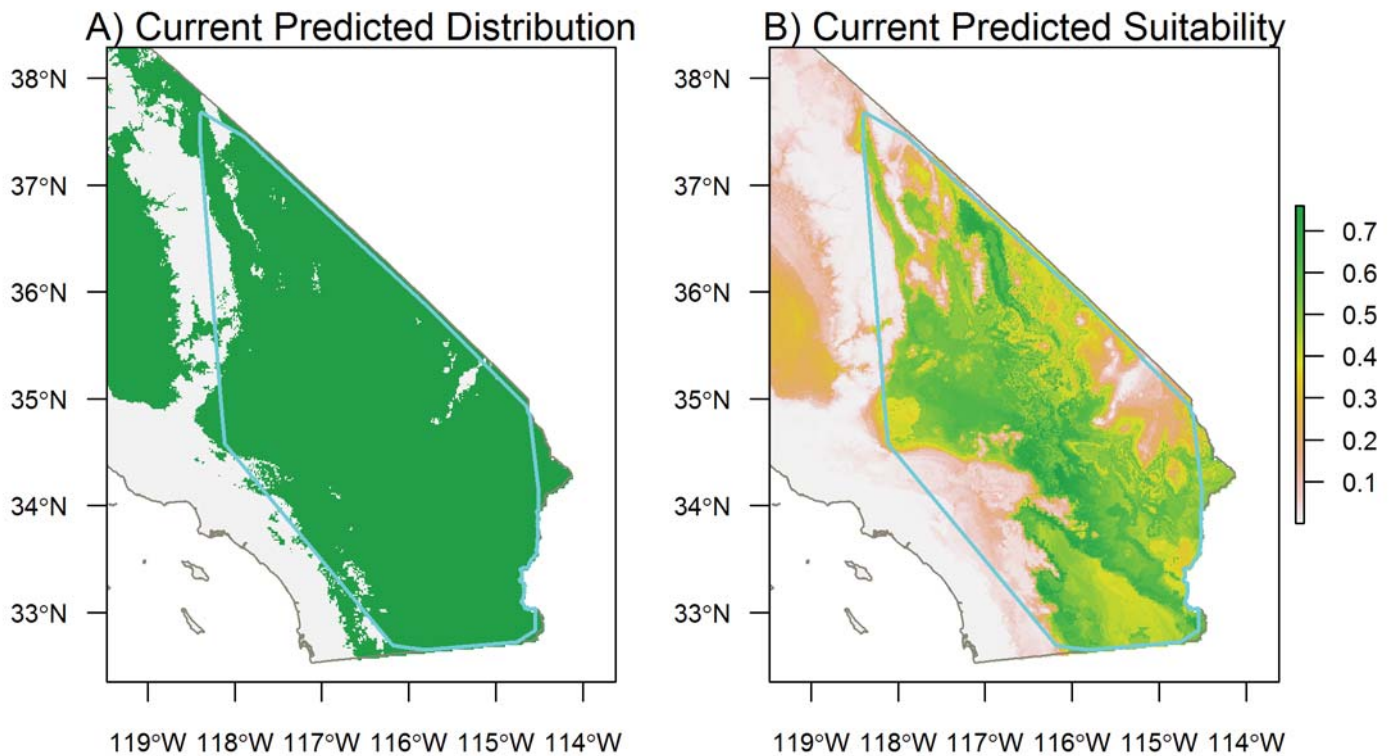 A) Current Predicted Distribution
38°N
37°N
36°N
35°N
34°N
33°N
119°W 118°W 117°W 116°W 115°W 114°W
B) Current Predicted Suitability
38°N
37°N
36°N
35°N
34°N
33°N
119°W 118°W 117°W 116°W 115°W 114°W
0.7
0.6
0.5
0.4
0.3
0.2
0.1